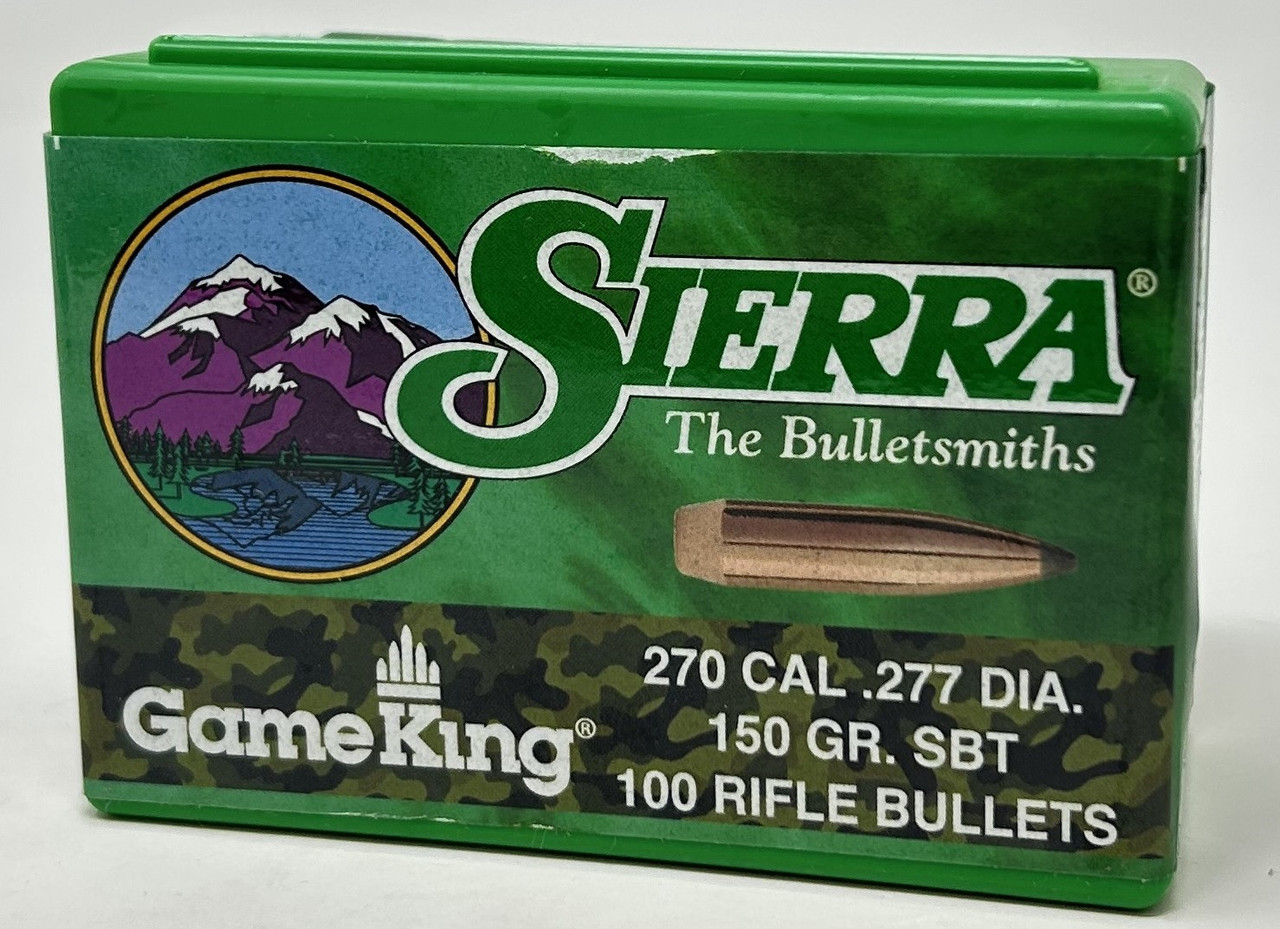 SIERRA®
The Bulletsmiths
GameKing®
270 CAL .277 DIA.
150 GR. SBT
100 RIFLE BULLETS